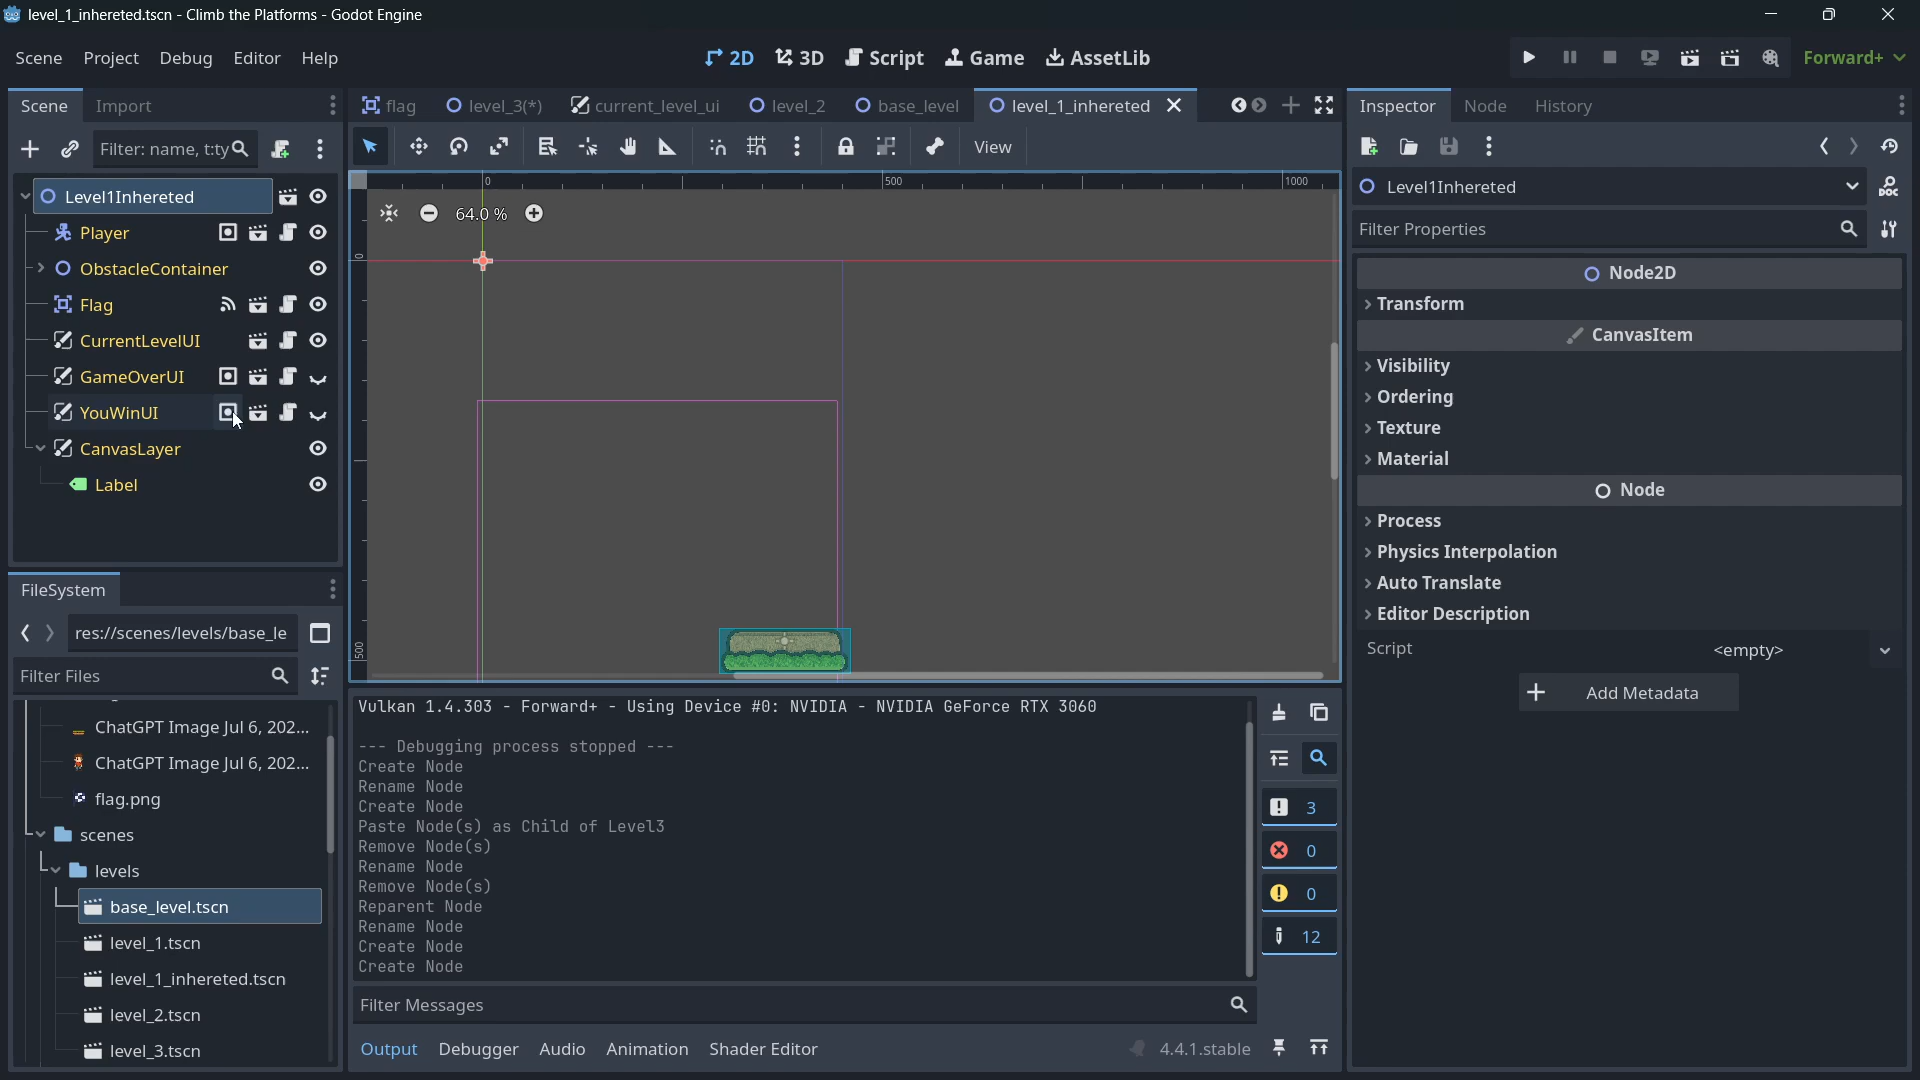 level_1_inhereted.tscn - Climb the Platforms - Godot Engine
Scene Project Debug Editor Help
2D 3D Script Game AssetLib
Forward+
Scene Import
flag level_3(*) current_level_ui level_2 base_level level_1_inhereted
Inspector Node History
Filter: name, t:ty
View
Level1Inhereted
Player
ObstacleContainer
Flag
CurrentLevelUI
GameOverUI
YouWinUI
CanvasLayer
Label
0 500 1000
64.0 %
0
500
Level1Inhereted
DOC
Filter Properties
Node2D
Transform
CanvasItem
Visibility
Ordering
Texture
Material
Node
Process
Physics Interpolation
Auto Translate
Editor Description
Script <empty>
Add Metadata
FileSystem
res://scenes/levels/base_le
Filter Files
ChatGPT Image Jul 6, 202...
ChatGPT Image Jul 6, 202...
flag.png
scenes
levels
base_level.tscn
level_1.tscn
level_1_inhereted.tscn
level_2.tscn
level_3.tscn
Vulkan 1.4.303 - Forward+ - Using Device #0: NVIDIA - NVIDIA GeForce RTX 3060
--- Debugging process stopped ---
Create Node
Rename Node
Create Node
Paste Node(s) as Child of Level3
Remove Node(s)
Rename Node
Remove Node(s)
Reparent Node
Rename Node
Create Node
Create Node
3
0
0
12
Filter Messages
Output Debugger Audio Animation Shader Editor
4.4.1.stable